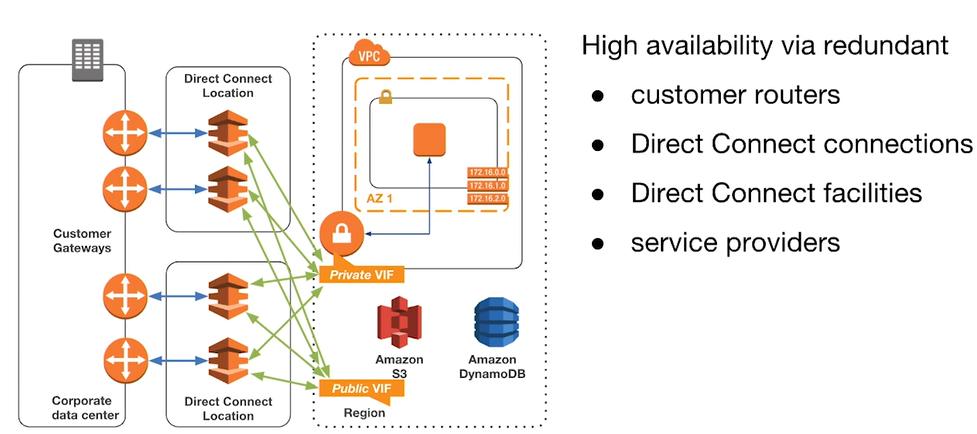 Direct Connect
Location
VPC
172.16.0.0
172.16.1.0
172.16.2.0
AZ 1
Customer
Gateways
Private VIF
Amazon
S3
Amazon
DynamoDB
Public VIF
Region
Corporate
data center
Direct Connect
Location
High availability via redundant
● customer routers
● Direct Connect connections
● Direct Connect facilities
● service providers